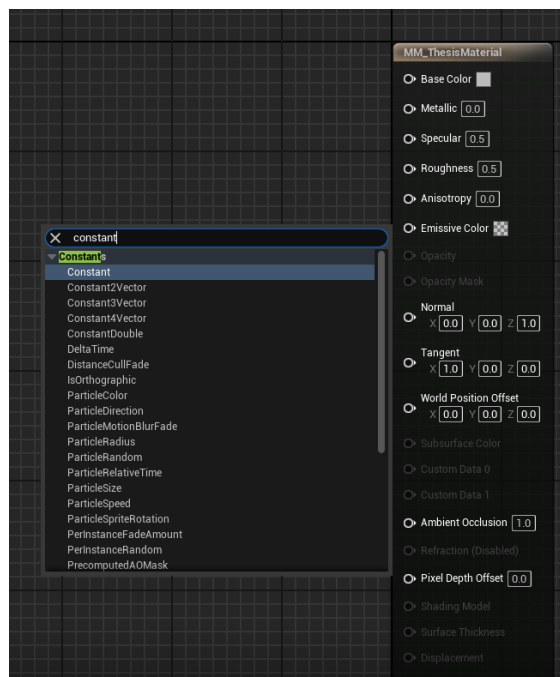 MM_ThesisMaterial
Base Color
Metallic 0.0
Specular 0.5
Roughness 0.5
Anisotropy 0.0
Emissive Color
Opacity
Opacity Mask
Normal
X 0.0 Y 0.0 Z 1.0
Tangent
X 1.0 Y 0.0 Z 0.0
World Position Offset
X 0.0 Y 0.0 Z 0.0
Subsurface Color
Custom Data 0
Custom Data 1
Ambient Occlusion 1.0
Refraction (Disabled)
Pixel Depth Offset 0.0
Shading Model
Surface Thickness
Displacement
constant
Constants
Constant
Constant2Vector
Constant3Vector
Constant4Vector
ConstantDouble
DeltaTime
DistanceCullFade
IsOrthographic
ParticleColor
ParticleDirection
ParticleMotionBlurFade
ParticleRadius
ParticleRandom
ParticleRelativeTime
ParticleSize
ParticleSpeed
ParticleSpriteRotation
PerInstanceFadeAmount
PerInstanceRandom
PrecomputedAOMask